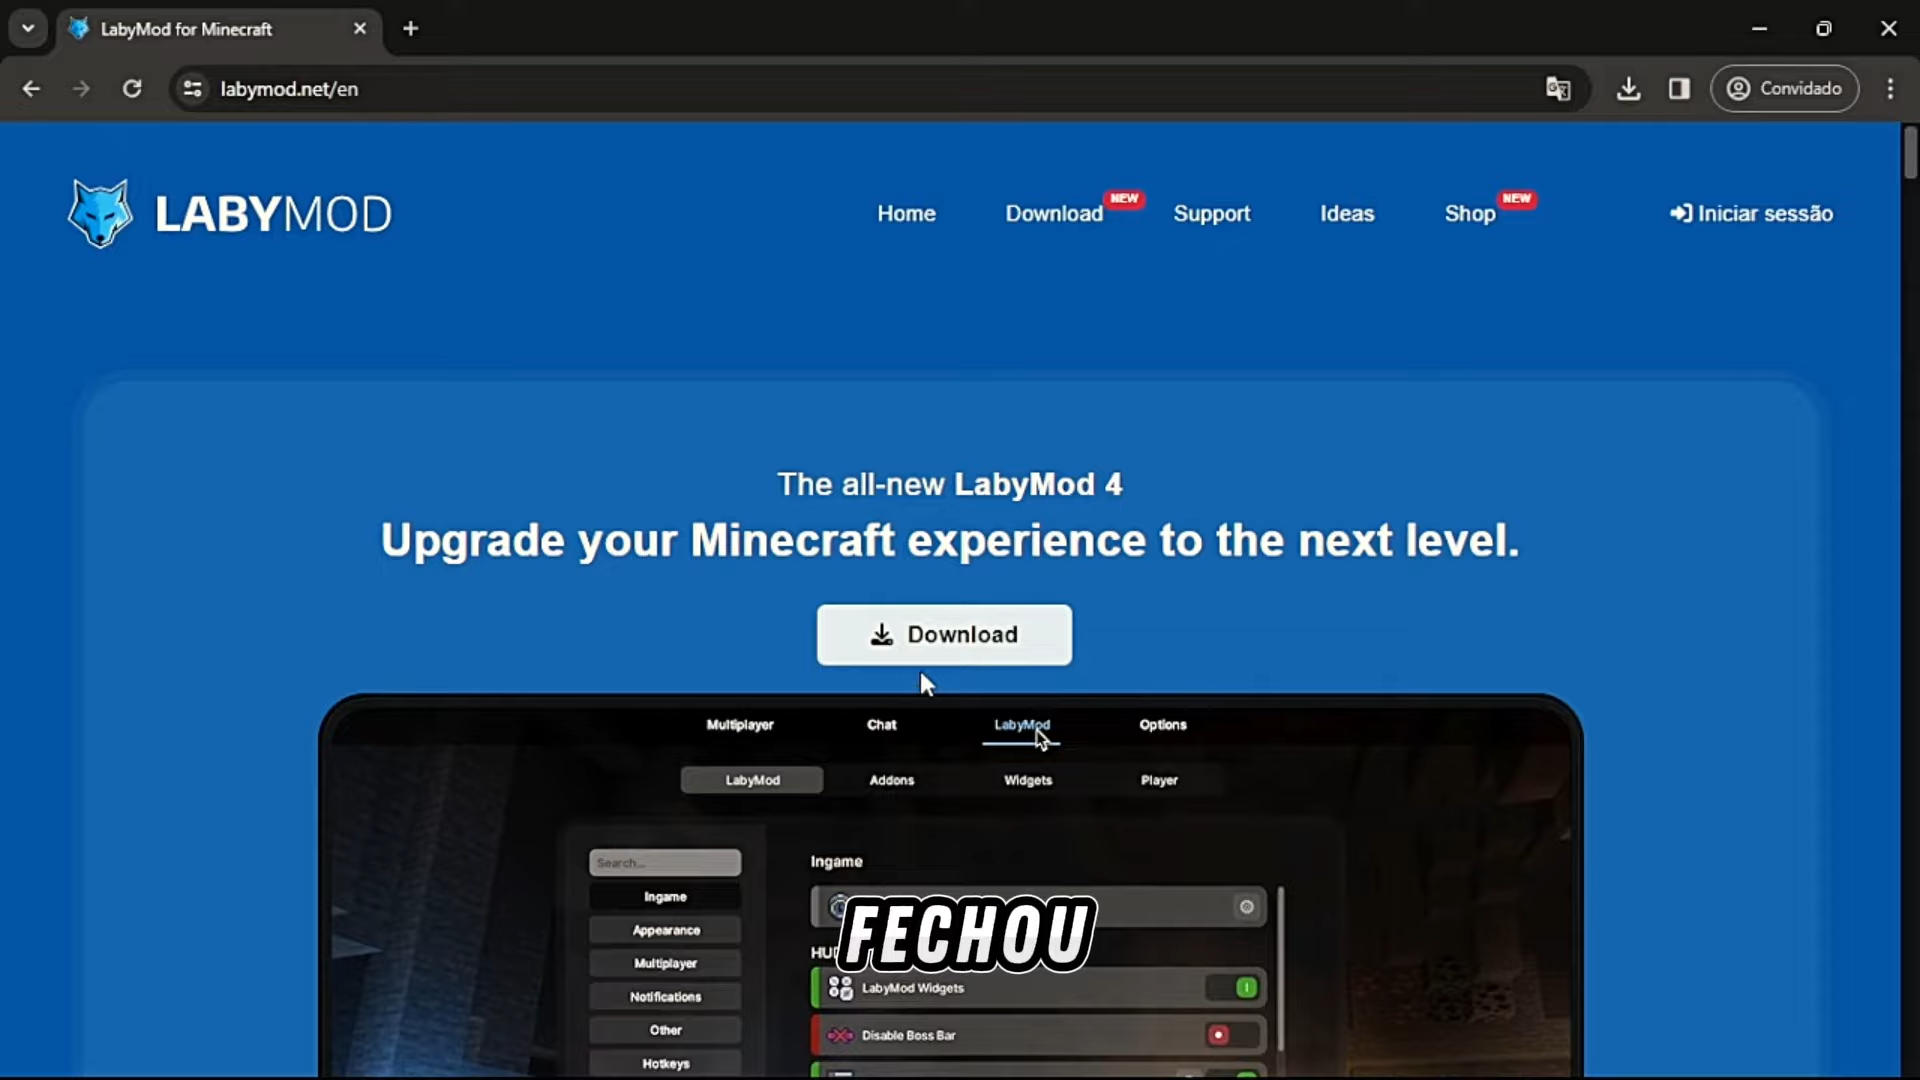 LabyMod for Minecraft
labymod.net/en
Convidado
LABYMOD
Home
Download
NEW
Support
Ideas
Shop
NEW
Iniciar sessão
The all-new LabyMod 4
Upgrade your Minecraft experience to the next level.
Download
Multiplayer
Chat
LabyMod
Options
LabyMod
Addons
Widgets
Player
Search...
Ingame
Ingame
Appearance
FECHOU
Multiplayer
LabyMod Widgets
Notifications
Other
Disable Boss Bar
Hotkeys